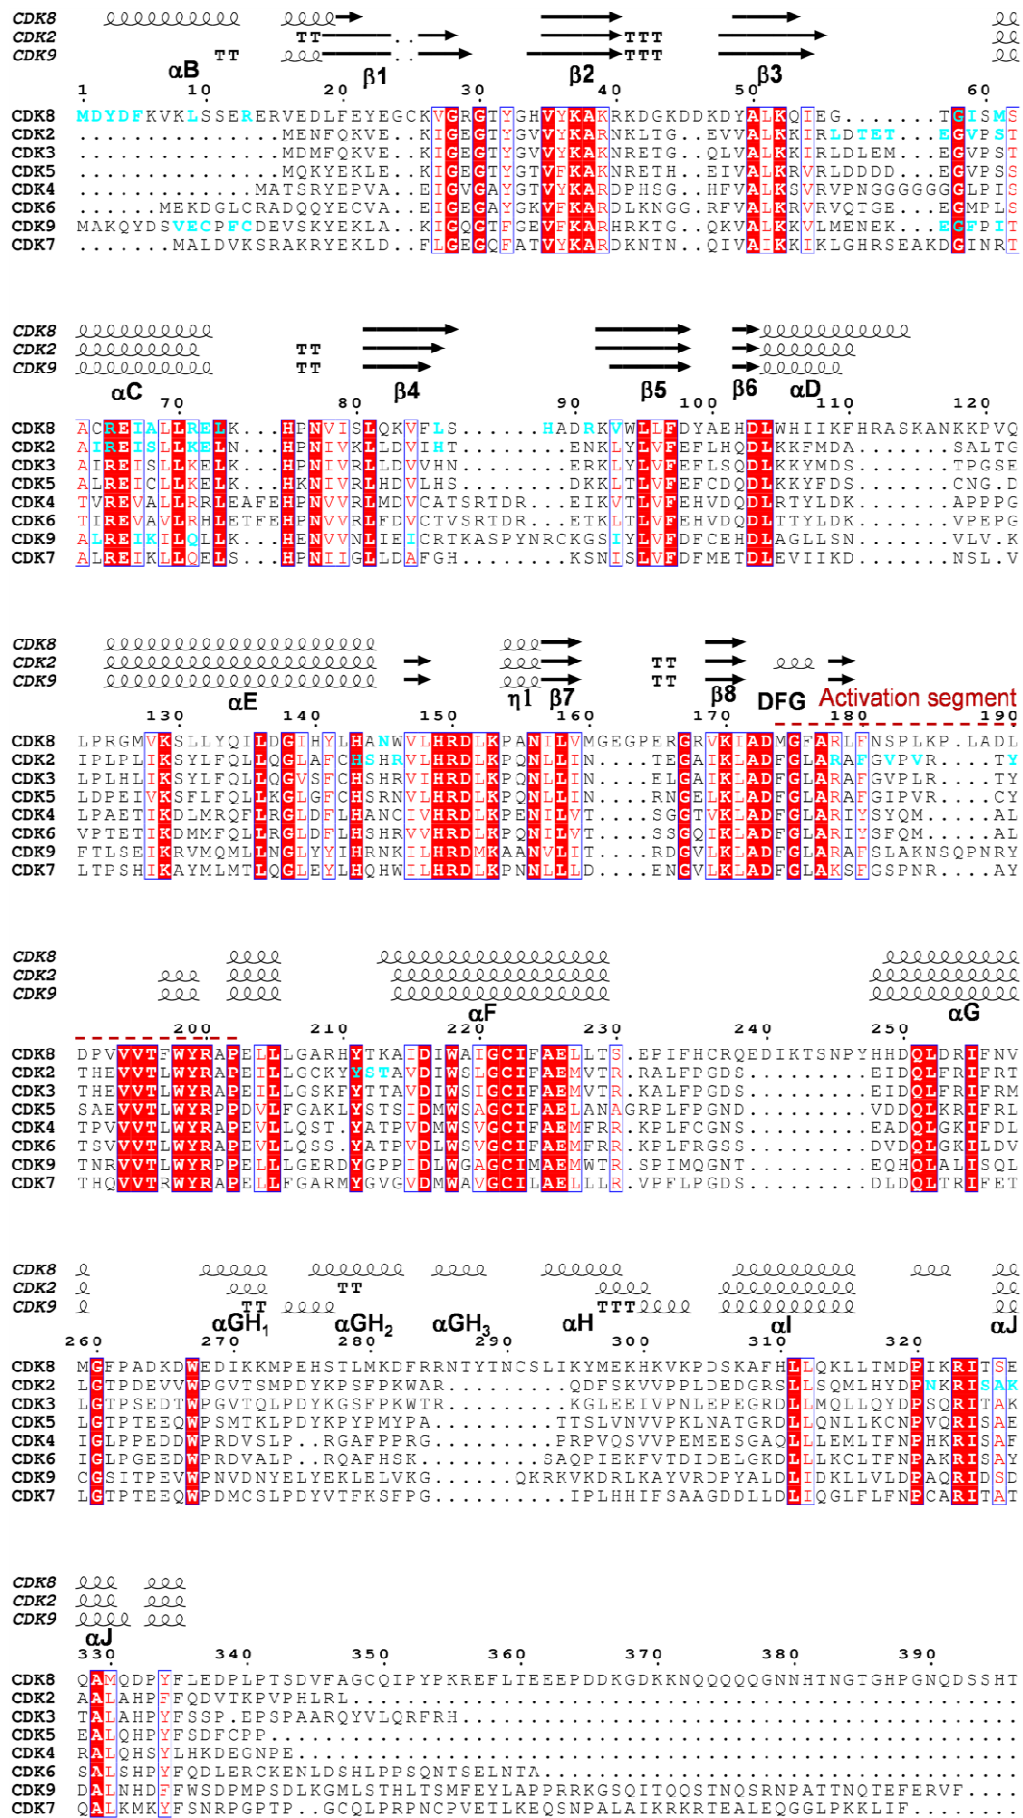 CDK8
CDK2 TT .. TTT
CDK9 TT .. TTT
αB β1 β2 β3
1 10 20 30 40 50 60
CDK8 MDYDFKVKLSSERERVEDLFEYEGCKVGRGTYGHVYKAKRKDGKDDKDYALKQIEG.......TGISMS
CDK2 ...............MENFQKVE..KIGEGTYGVVYKARNKLTG..EVVALKKIRLDTET...EGVPST
CDK3 ...............MDMFQKVE..KIGEGTYGVVYKAKNRETG..QLVALKKIRLDLEM...EGVPST
CDK5 ...............MQKYEKLE..KIGEGTYGTVFKAKNRETH..EIVALKRVRLDDDD...EGVPSS
CDK4 .............MATSRYEPVA..EIGVGAYGTVYKARDPHSG..HFVALKSVRVPNGGGGGGGLPIS
CDK6 ......MEKDGLCRADQQYECVA..EIGEGAYGKVFKARDLKNGG.RFVALKRVRVQTGE...EGMPLS
CDK9 MAKQYDSVECPFCDEVSKYEKLA..KIGQGTFGEVFKARHRKTG..QKVALKKVLMENEK...EGFPIT
CDK7 .......MALDVKSRAKRYEKLD..FLGEGQFATVYKARDKNTN..QIVAIKKIKLGHRSEAKDGINRT
CDK8
CDK2 TT
CDK9 TT
αC β4 β5 β6 αD
70 80 90 100 110 120
CDK8 ACREIALLRELK...HPNVISLQKVFLS.......HADRKVWLLFDYAEHDLWHIIKFHRASKANKKPVQ
CDK2 AIREISLLKELN...HPNIVKLLDVIHT.........ENKLYLVFEFLHQDLKKFMDA......SALTG
CDK3 AIREISLLKELK...HPNIVRLLDVVHN.........ERKLYLVFEFLSQDLKKYMDS......TPGSE
CDK5 ALREICLLKELK...HKNIVRLHDVLHS.........DKKLTLVFEFCDQDLKKYFDS......CNG.D
CDK4 TVREVALLRRLEAFEHPNVVRLMDVCATSRTDR...EIKVTLVFEHVDQDLRTYLDK......APPPG
CDK6 TIREVAVLRHLETFEHPNVVRLFDVCTVSRTDR...ETKLTLVFEHVDQDLTTYLDK......VPEPG
CDK9 ALREIKILQLLK...HENVVNLIEICRTKASPYNRCKGSIYLVFDFCEHDLAGLLSN......VLV.K
CDK7 ALREIKLLQELS...HPNIIGLLDAFGH.........KSNISLVFDFMETDLEVIIKD......NSL.V
CDK8
CDK2 TT
CDK9 TT
αE η1 β7 β8 DFG Activation segment
130 140 150 160 170 180 190
CDK8 LPRGMVKSLLYQILDGIHYLHANWVLHRDLKPANILVMGEGPERGRVKIADMGFARLFNSPLKP.LADL
CDK2 IPLPLIKSYLFQLLQGLAFCHSHRVLHRDLKPQNLLIN....TEGAIKLADFGLARAFGVPVR....TY
CDK3 LPLHLIKSYLFQLLQGVSFCHSHRVIHRDLKPQNLLIN....ELGAIKLADFGLARAFGVPLR....TY
CDK5 LDPEIVKSFLFQLLKGLGFCHSRNVLHRDLKPQNLLIN....RNGELKLADFGLARAFGIPVR....CY
CDK4 LPAETIKDLMRQFLRGLDFLHANCIVHRDLKPENILVT....SGGTVKLADFGLARIYSYQM.....AL
CDK6 VPTETIKDMMFQLLRGLDFLHSHRVVHRDLKPQNILVT....SSGQIKLADFGLARIYSFQM.....AL
CDK9 FTLSEIKRVMQMLLNGLYYIHRNKILHRDMKAANVLIT....RDGVLKLADFGLARAFSLAKNSQPNRY
CDK7 LTPSHIKAYMLMTLQGLEYLHQHWILHRDLKPNNLLLD....ENGVLKLADFGLAKSFGSPNR....AY
CDK8
CDK2
CDK9
αF αG
200 210 220 230 240 250
CDK8 DPVVVTFWYRAPELLLGARHYTKAIDIWAIGCIFAELLTS.EPIFHCRQEDIKTSNPYHHDQLDRIFNV
CDK2 THEVVTLWYRAPEILLGCKYYSTAVDIWSLGCIFAEMVTR.RALFPGDS.........EIDQLFRIFRT
CDK3 THEVVTLWYRAPEILLGSKFYTTAVDIWSIGCIFAEMVTR.KALFPGDS.........EIDQLFRIFRM
CDK5 SAEVVTLWYRPPDVLFGAKLYSTSIDMWSAGCIFAELANAGRPLFPGND.........VDDQLKRIFRL
CDK4 TPVVVTLWYRAPEVLLQST.YATPVDMWSVGCIFAEMFRR.KPLFCGNS.........EADQLGKIFDL
CDK6 TSVVVTLWYRAPEVLLQSS.YATPVDLWSVGCIFAEMFRR.KPLFRGSS.........DVDQLGKILDV
CDK9 TNRVVTLWYRPPELLLGERDYGPPIDLWGAGCIMAEMWTR.SPIMQGNT.........EQHQLALISQL
CDK7 THQVVTRWYRAPELLFGARMYGVGVDMWAVGCILAELLLR.VPFLPGDS.........DLDQLTRIFET
CDK8
CDK2 TT
CDK9 TT TTT
αGH1 αGH2 αGH3 αH αI αJ
260 270 280 290 300 310 320
CDK8 MGFPADKDWEDIKKMPEHSTLMKDFRRNTYTNCSLIKYMEKHKVKPDSKAFHLLQKLLTMDPIKRITSE
CDK2 LGTPDEVVWPGVTSMPDYKPSFPKWAR.........QDFSKVVPPLDEDGRSLLSQMLHYDPNKRISAK
CDK3 LGTPSEDTWPGVTQLPDYKGSFPKWTR.........KGLEEIVPNLEPEGRDLLMQLLQYDPSQRITAK
CDK5 LGTPTEEQWPSMTKLPDYKPYPMYPA..........TTSLVNVVPKLNATGRDLLQNLLKCNPVQRISAE
CDK4 IGLPPEDDWPRDVSLP..RGAFPPRG..........PRPVQSVVPEMEESGAQLLLEMLTFNPHKRISAF
CDK6 IGLPGEEDWPRDVALP..RQAFHSK.........SAQPIEKFVTDIDELGKDLLLKCLTFNPAKRISAY
CDK9 CGSITPEVWPNVDNYELYEKLELVKG......QKRKVKDRLKAYVRDPYALDLIDKLLVLDPAQRIDSD
CDK7 LGTPTEEQWPDMCSLPDYVTFKSFPG..........IPLHHIFSAAGDDLLDLIQGLFLFNPCARITAT
CDK8
CDK2
CDK9
αJ
330 340 350 360 370 380 390
CDK8 QAMQDPYFLEDPLPTSDVFAGCQIPYPKREFLTEEEPDDKGDKKNQQQQQGNNHTNGTGHPGNQDSSHT
CDK2 AALAHPFFQDVTKPVPHLRL.................................................
CDK3 TALAHPYFSSP.EPSPAARQYVLQRFRH.........................................
CDK5 EALQHPYFSDFCPP.......................................................
CDK4 RALQHSYLHKDEGNPE.....................................................
CDK6 SALSHPYFQDLERCKENLDSHLPPSQNTSELNTA...................................
CDK9 DALNHDFFWSDPMPSDLKGMLSTHLTSMFEYLAPPRRKGSQITQQSTNQSRNPATTNQTEFERVF....
CDK7 QALKMKYFSNRPGPTP..GCQLPRPNCPVETLKEQSNPALAIKRKRTEALEQGGLPKKLIF........